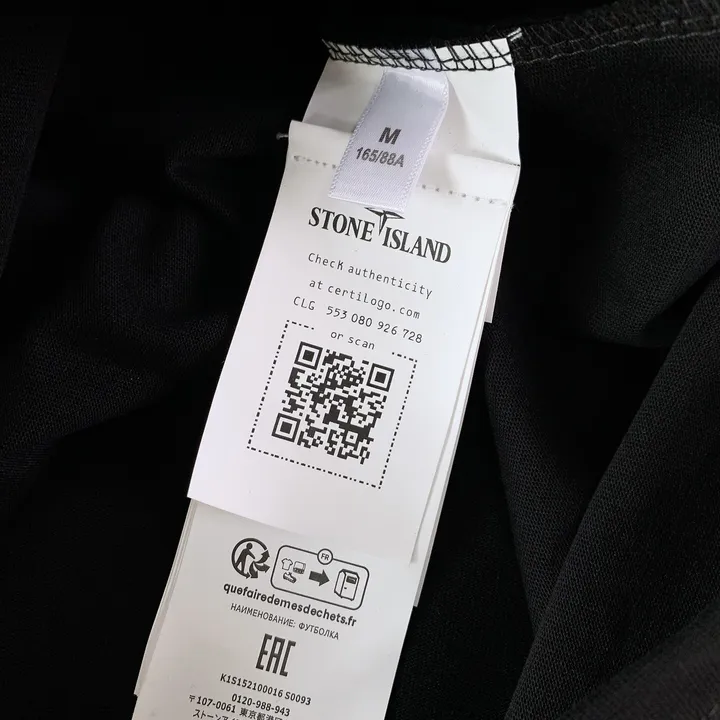 M
165/88A
STONE ISLAND
Check authenticity
at certilogo.com
CLG 553 080 926 728
or scan
FR
quefairedemesdechets.fr
НАИМЕНОВАНИЕ: ФУТБОЛКА
EAC
K1S152100016 S0093
0120-988-943
〒107-0061 東京都港区